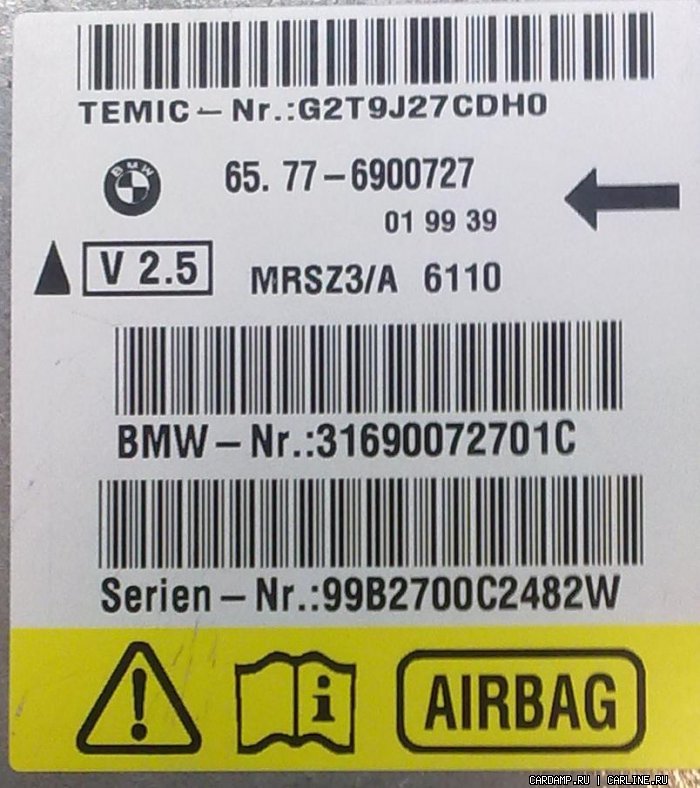 TEMIC – Nr.:G2T9J27CDH0
BMW
65. 77 – 6900727
01 99 39
V 2.5
MRSZ3/A 6110
BMW – Nr.:31690072701C
Serien – Nr.:99B2700C2482W
! i AIRBAG
CARDAMP.RU | CARLINE.RU